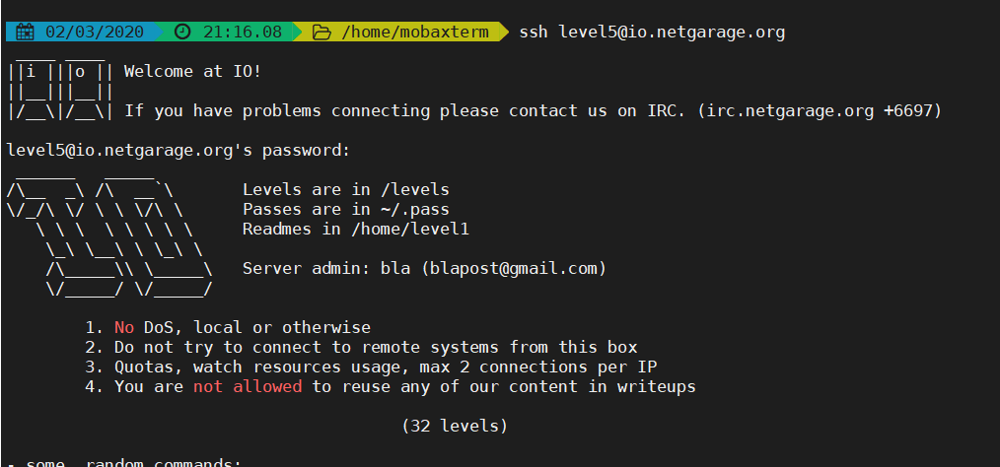 02/03/2020 21:16.08 /home/mobaxterm ssh level5@io.netgarage.org
 ____ ____
||i |||o || Welcome at IO!
||__|||__||
|/__\|/__\| If you have problems connecting please contact us on IRC. (irc.netgarage.org +6697)
level5@io.netgarage.org's password:
 ______   _____
/\__  _\ /\  __`\       Levels are in /levels
\/_/\ \/ \ \ \/\ \      Passes are in ~/.pass
   \ \ \  \ \ \ \ \     Readmes in /home/level1
    \_\ \__\ \ \_\ \
    /\_____\\ \_____\   Server admin: bla (blapost@gmail.com)
    \/_____/ \/_____/
1. No DoS, local or otherwise
2. Do not try to connect to remote systems from this box
3. Quotas, watch resources usage, max 2 connections per IP
4. You are not allowed to reuse any of our content in writeups
(32 levels)
- some random commands: